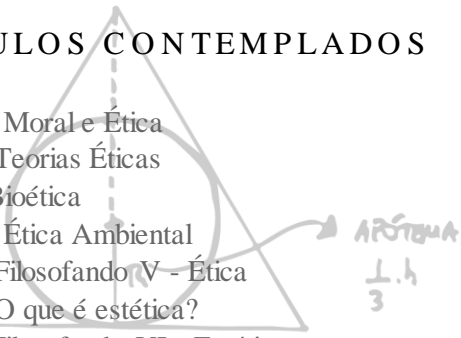 ULOS CONTEMPLADOS
Moral e Ética
Teorias Éticas
Bioética
Ética Ambiental
Filosofando V - Ética
O que é estética?
R
APÓTEMA
1/3 . h